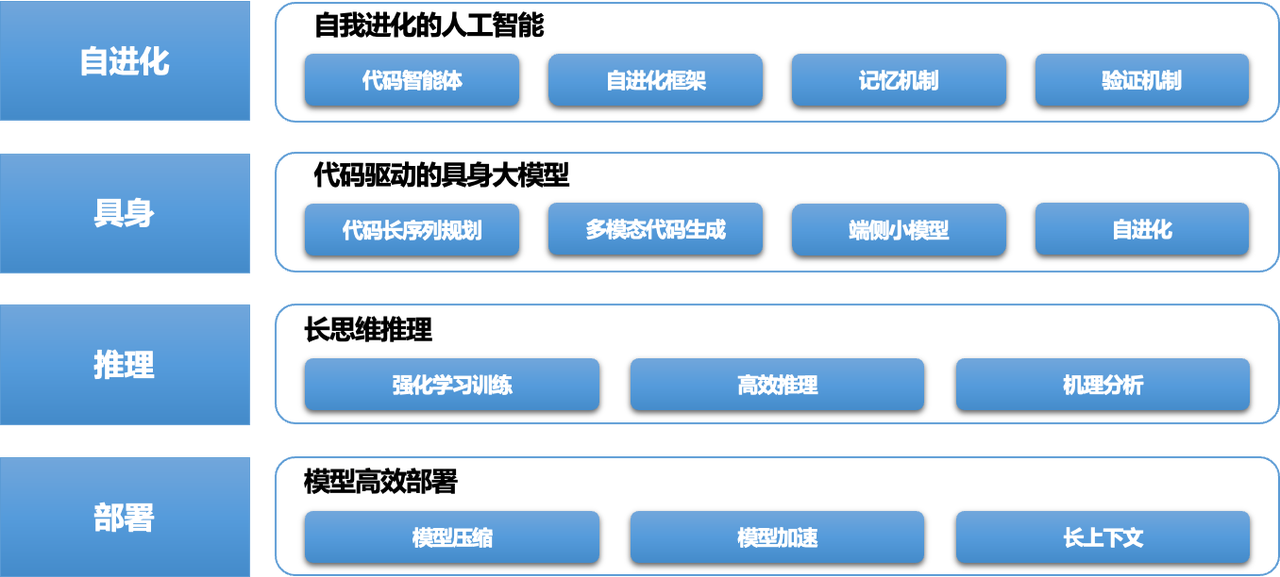 自进化
自我进化的人工智能
代码智能体
自进化框架
记忆机制
验证机制
具身
代码驱动的具身大模型
代码长序列规划
多模态代码生成
端侧小模型
自进化
推理
长思维推理
强化学习训练
高效推理
机理分析
部署
模型高效部署
模型压缩
模型加速
长上下文